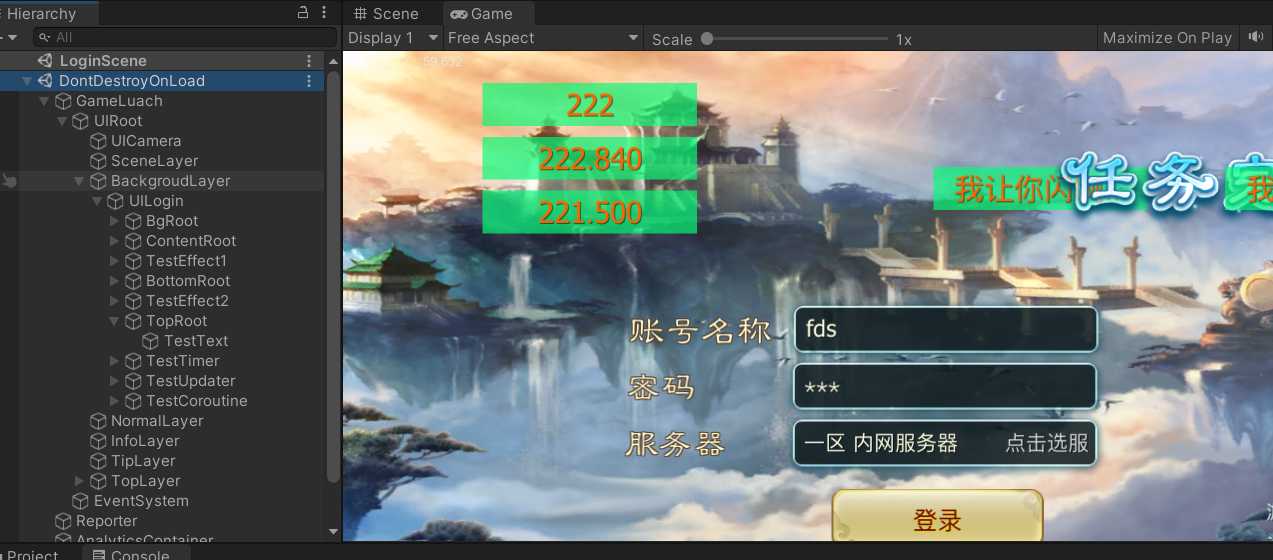 Hierarchy
All
LoginScene
DontDestroyOnLoad
GameLuach
UIRoot
UICamera
SceneLayer
BackgroudLayer
UILogin
BgRoot
ContentRoot
TestEffect1
BottomRoot
TestEffect2
TopRoot
TestText
TestTimer
TestUpdater
TestCoroutine
NormalLayer
InfoLayer
TipLayer
TopLayer
EventSystem
Reporter
AnalyticsContainer
Project Console
Scene Game
Display 1 Free Aspect Scale 1x Maximize On Play
59.632
222
222.840
221.500
我让你闪
任务
我
账号名称 fds
密码 ***
服务器 一区 内网服务器 点击选服
登录